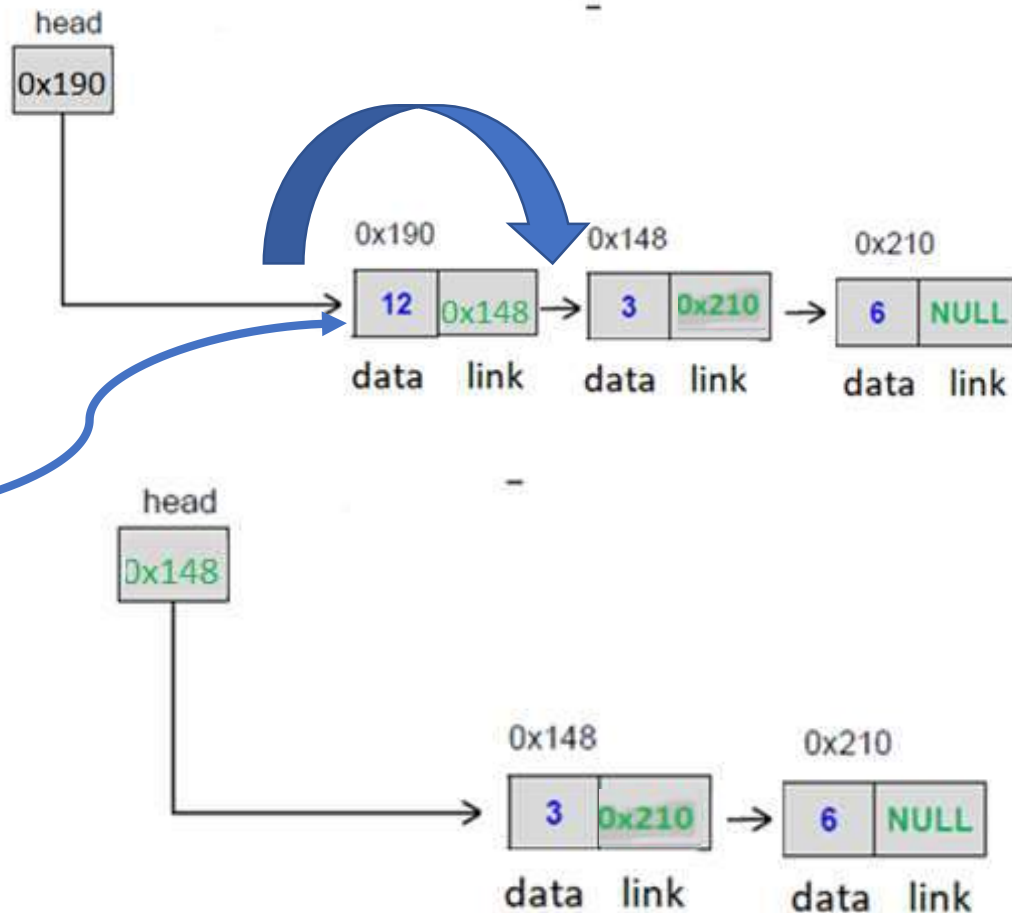 head
0x190
0x190 0x148 0x210
12 0x148 3 0x210 6 NULL
data link data link data link
head
0x148
0x148 0x210
3 0x210 6 NULL
data link data link